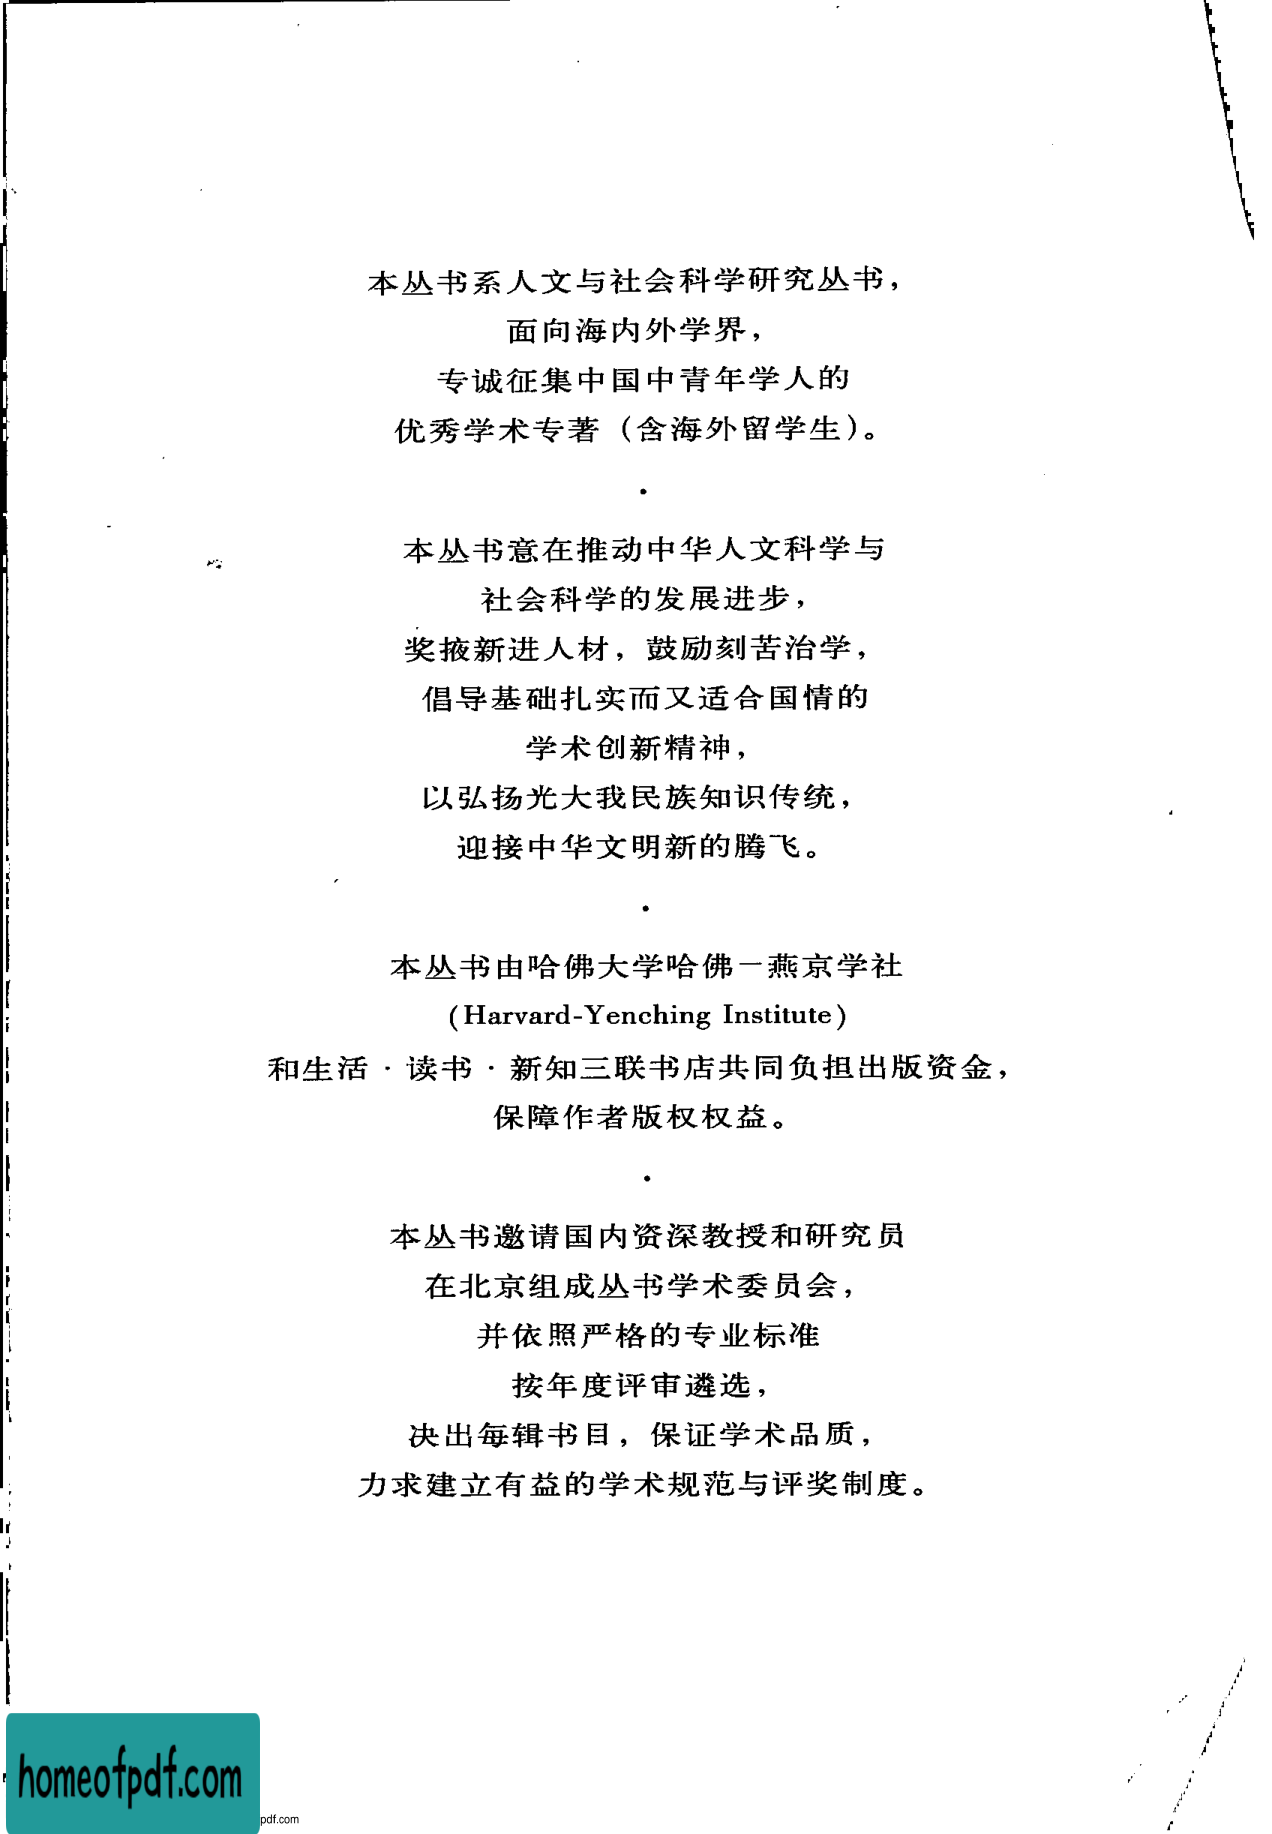 本丛书系人文与社会科学研究丛书，
面向海内外学界，
专诚征集中国中青年学人的
优秀学术专著（含海外留学生）。
·
本丛书意在推动中华人文科学与
社会科学的发展进步，
奖掖新进人材，鼓励刻苦治学，
倡导基础扎实而又适合国情的
学术创新精神，
以弘扬光大我民族知识传统，
迎接中华文明新的腾飞。
·
本丛书由哈佛大学哈佛－燕京学社
(Harvard-Yenching Institute)
和生活·读书·新知三联书店共同负担出版资金，
保障作者版权权益。
·
本丛书邀请国内资深教授和研究员
在北京组成丛书学术委员会，
并依照严格的专业标准
按年度评审遴选，
决出每辑书目，保证学术品质，
力求建立有益的学术规范与评奖制度。
homeofpdf.com
pdf.com